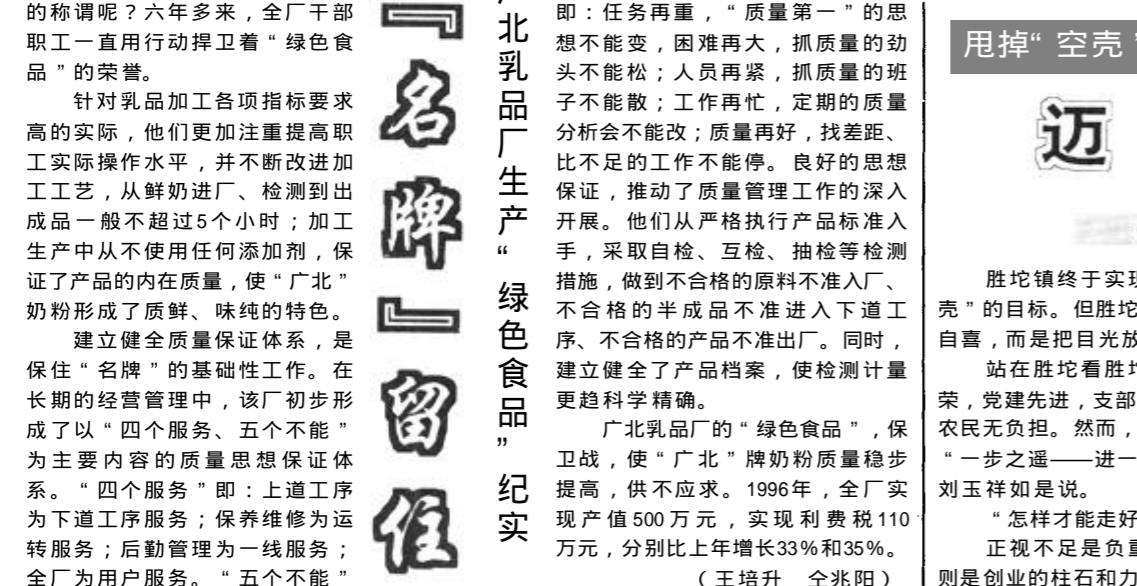 的称谓呢？六年多来，全厂干部
职工一直用行动捍卫着“绿色食
品”的荣誉。
针对乳品加工各项指标要求
高的实际，他们更加注重提高职
工实际操作水平，并不断改进加
工工艺，从鲜奶进厂、检测到出
成品一般不超过5个小时；加工
生产中从不使用任何添加剂，保
证了产品的内在质量，使“广北”
奶粉形成了质鲜、味纯的特色。
建立健全质量保证体系，是
保住“名牌”的基础性工作。在
长期的经营管理中，该厂初步形
成了以“四个服务、五个不能”
为主要内容的质量思想保证体
系。“四个服务”即：上道工序
为下道工序服务；保养维修为运
转服务；后勤管理为一线服务；
全厂为用户服务。“五个不能”
『名牌』留住
北乳品厂生产“绿色食品”纪实
即：任务再重，“质量第一”的思
想不能变，困难再大，抓质量的劲
头不能松；人员再紧，抓质量的班
子不能散；工作再忙，定期的质量
分析会不能改；质量再好，找差距、
比不足的工作不能停。良好的思想
保证，推动了质量管理工作的深入
开展。他们从严格执行产品标准入
手，采取自检、互检、抽检等检测
措施，做到不合格的原料不准入厂、
不合格的半成品不准进入下道工
序、不合格的产品不准出厂。同时，
建立健全了产品档案，使检测计量
更趋科学精确。
广北乳品厂的“绿色食品”，保
卫战，使“广北”牌奶粉质量稳步
提高，供不应求。1996年，全厂实
现产值500万元，实现利费税110
万元，分别比上年增长33％和35％。
（王培升　仝兆阳）
甩掉“空壳”
迈
胜坨镇终于实现
壳”的目标。但胜坨
自喜，而是把目光放
站在胜坨看胜坨
荣，党建先进，支部
农民无负担。然而，
“一步之遥——进一
刘玉祥如是说。
“怎样才能走好
正视不足是负重
则是创业的柱石和力